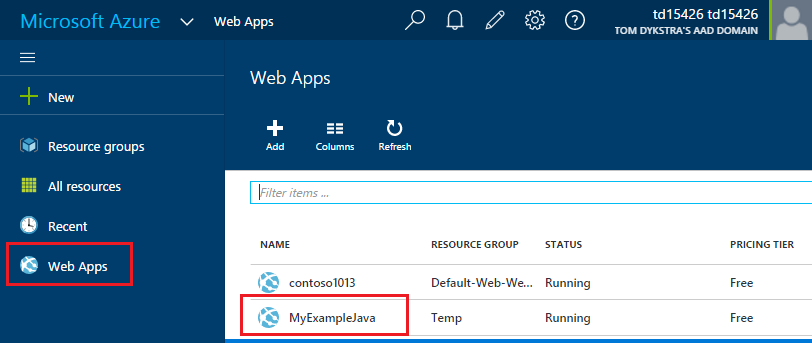 Microsoft Azure Web Apps td15426 td15426
TOM DYKSTRA'S AAD DOMAIN
New
Resource groups
All resources
Recent
Web Apps
Web Apps
Add Columns Refresh
Filter items ...
NAME RESOURCE GROUP STATUS PRICING TIER
contoso1013 Default-Web-We... Running Free
MyExampleJava Temp Running Free